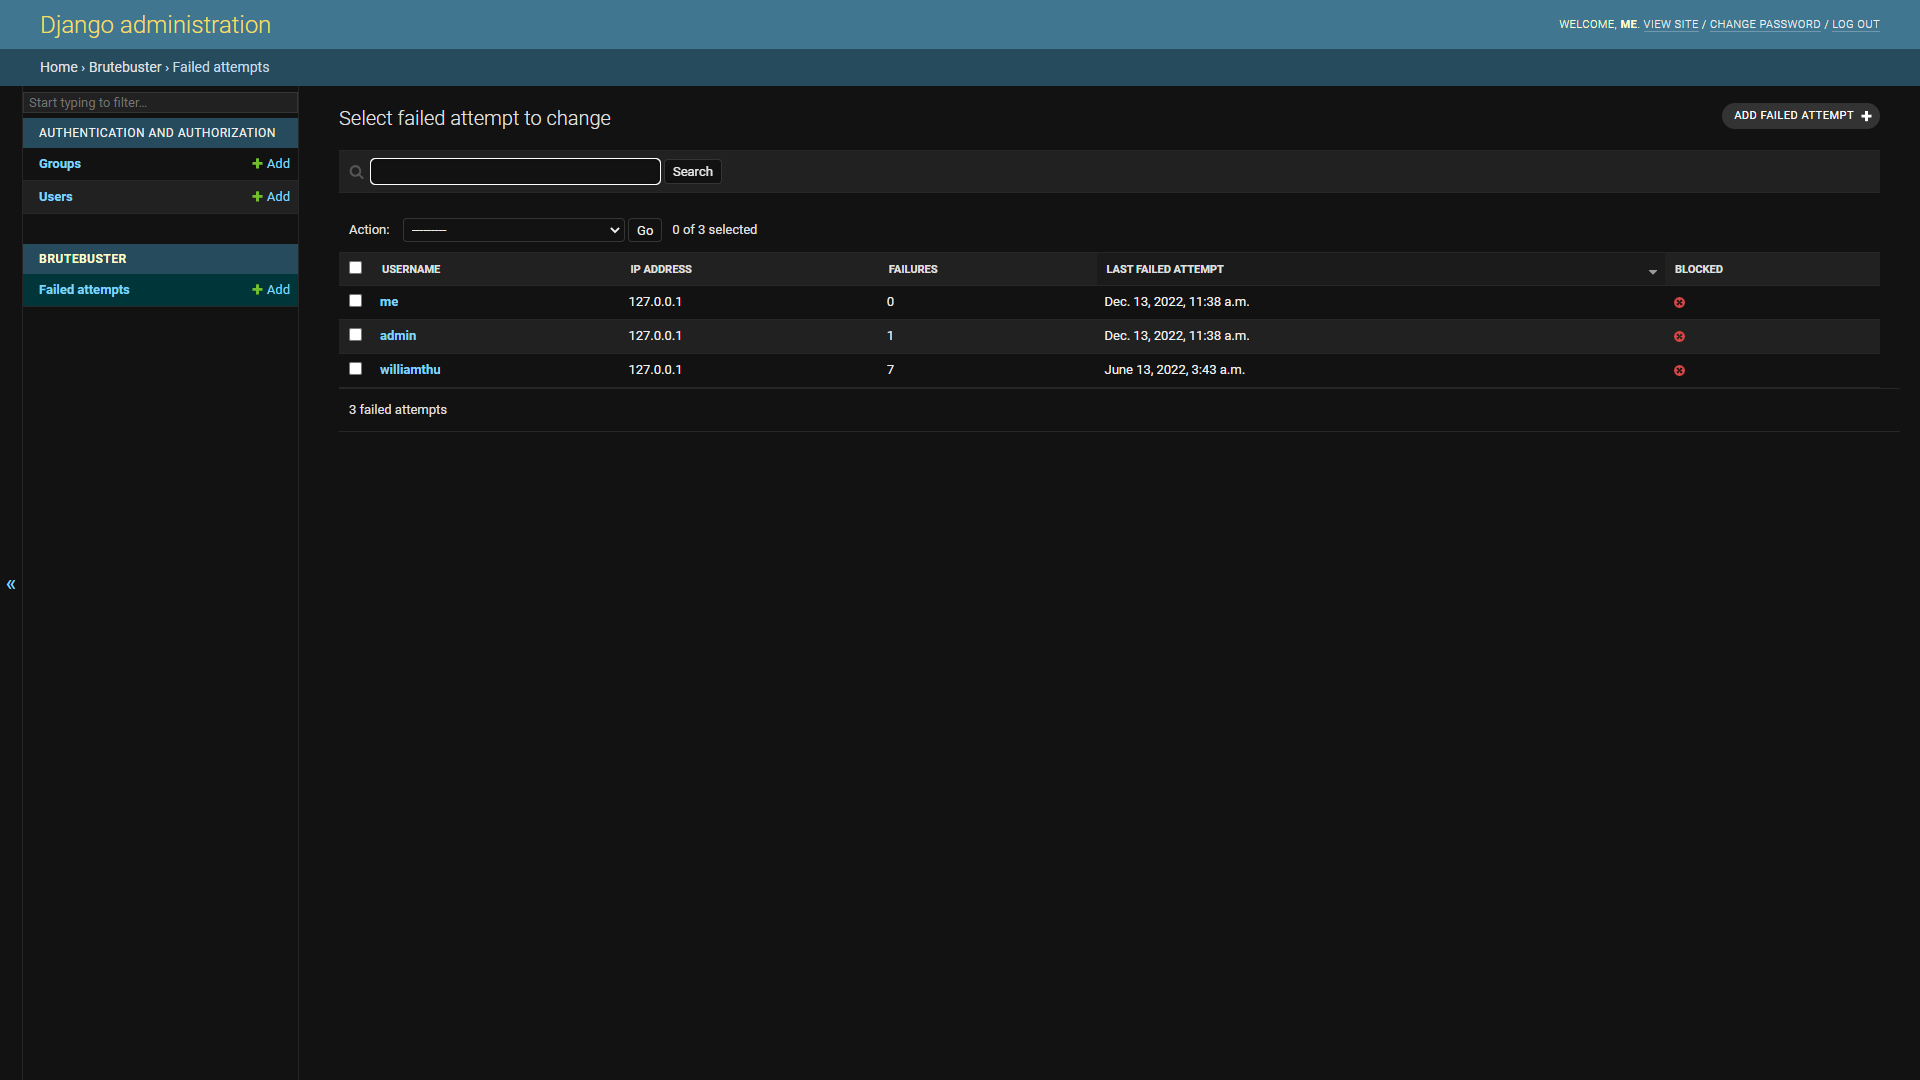 Django administration
WELCOME, ME. VIEW SITE / CHANGE PASSWORD / LOG OUT
Home › Brutebuster › Failed attempts
Start typing to filter...
AUTHENTICATION AND AUTHORIZATION
Groups + Add
Users + Add
BRUTEBUSTER
Failed attempts + Add
«
Select failed attempt to change
ADD FAILED ATTEMPT +
Search
Action: --------- Go 0 of 3 selected
USERNAME IP ADDRESS FAILURES LAST FAILED ATTEMPT BLOCKED
me 127.0.0.1 0 Dec. 13, 2022, 11:38 a.m.
admin 127.0.0.1 1 Dec. 13, 2022, 11:38 a.m.
williamthu 127.0.0.1 7 June 13, 2022, 3:43 a.m.
3 failed attempts